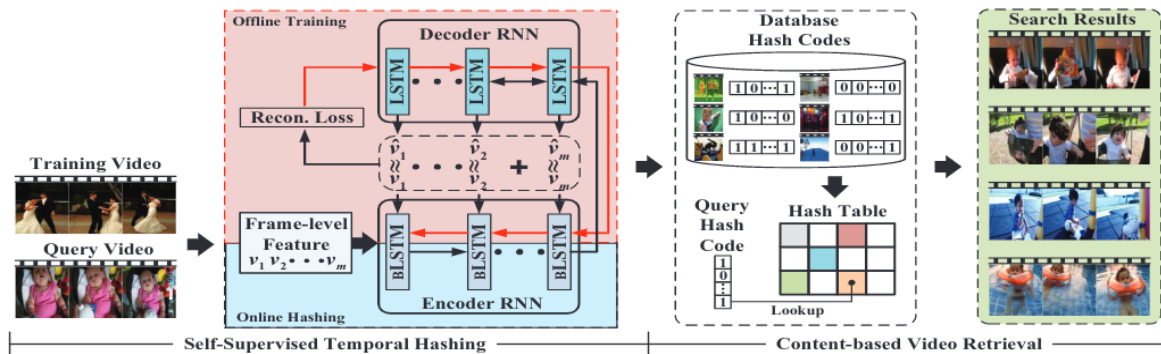 Training Video
Query Video
Offline Training
Decoder RNN
LSTM LSTM LSTM
Recon. Loss
v̂1 v̂2 + v̂m
≈ ≈ ≈
v1 v2 vm
Frame-level
Feature
v1 v2 ··· vm
BLSTM BLSTM BLSTM
Encoder RNN
Online Hashing
Self-Supervised Temporal Hashing
Database
Hash Codes
1 0 ··· 1 0 0 ··· 0
1 0 ··· 0 1 0 ··· 1
1 1 ··· 1 0 0 ··· 1
Query
Hash
Code
1
0
:
1
Hash Table
Lookup
Search Results
Content-based Video Retrieval